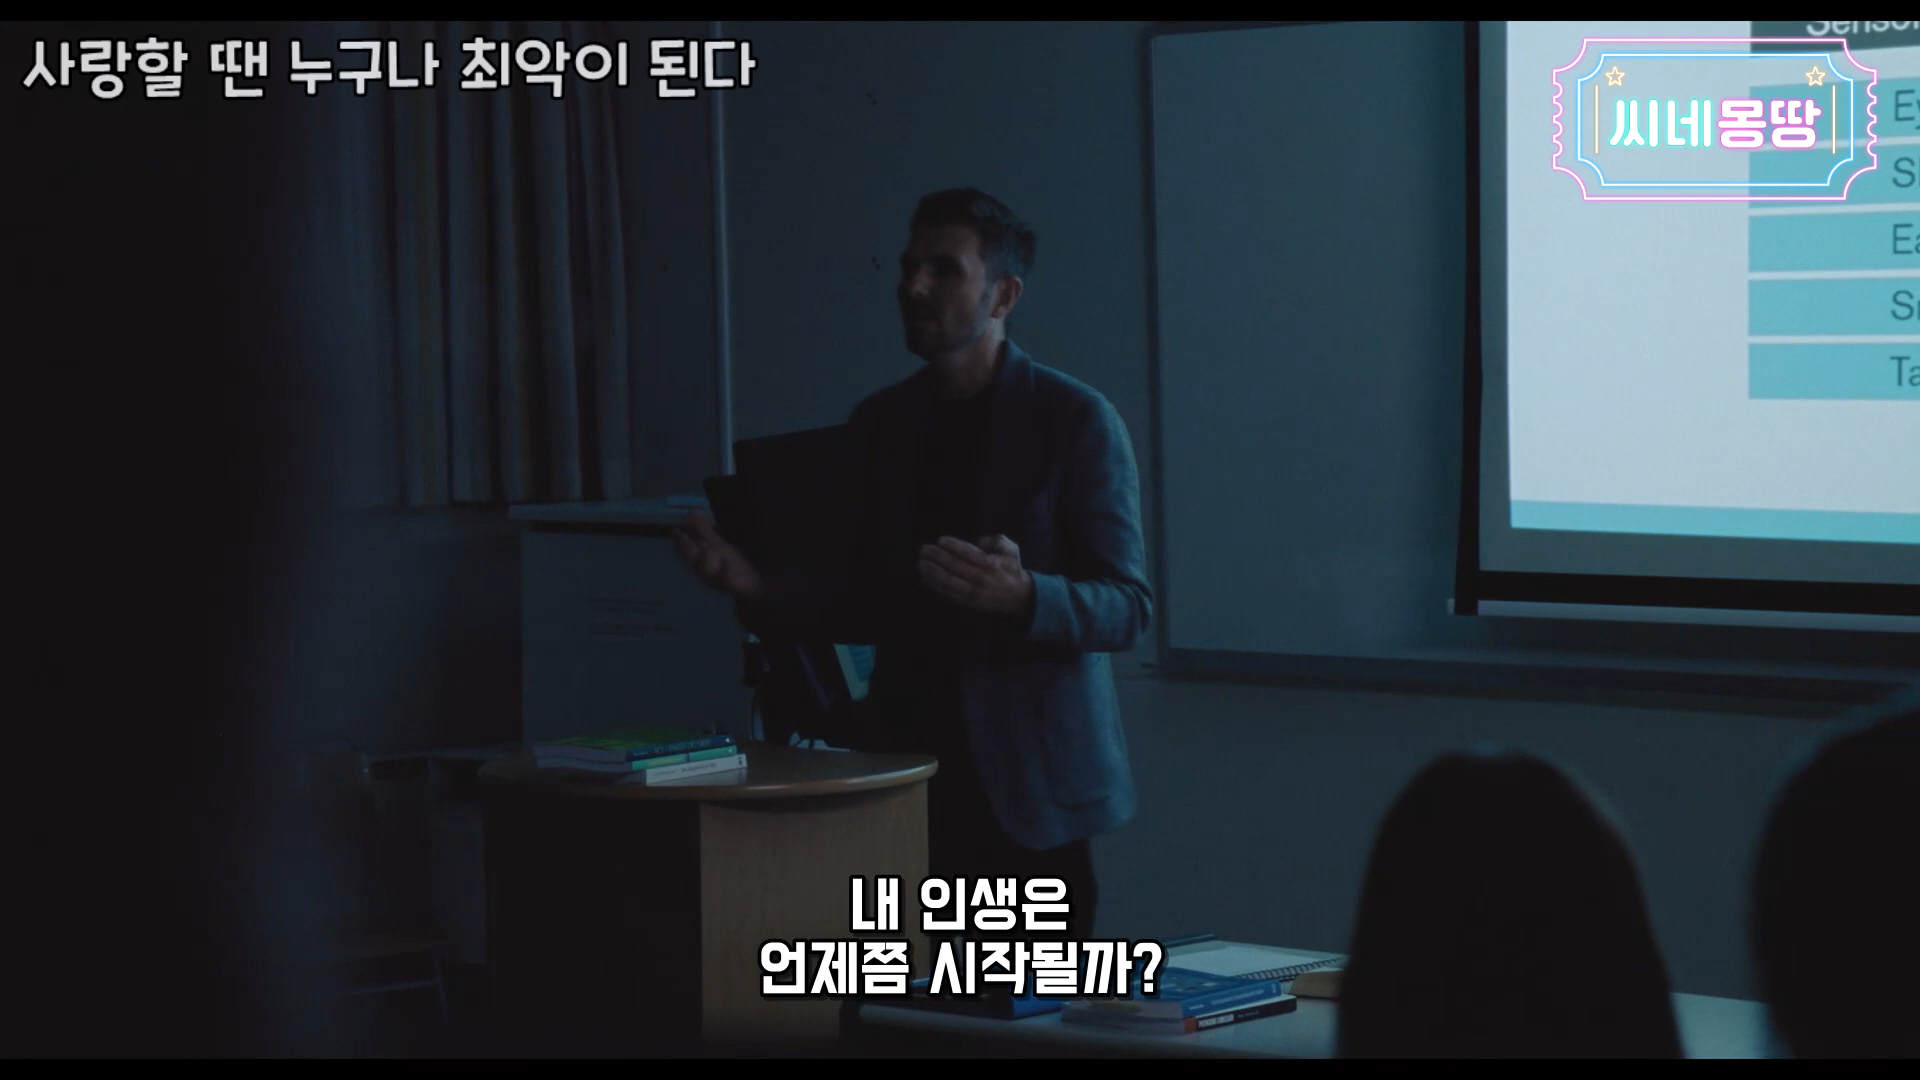 사랑할 땐 누구나 최악이 된다
씨네몽땅
내 인생은
언제쯤 시작될까?